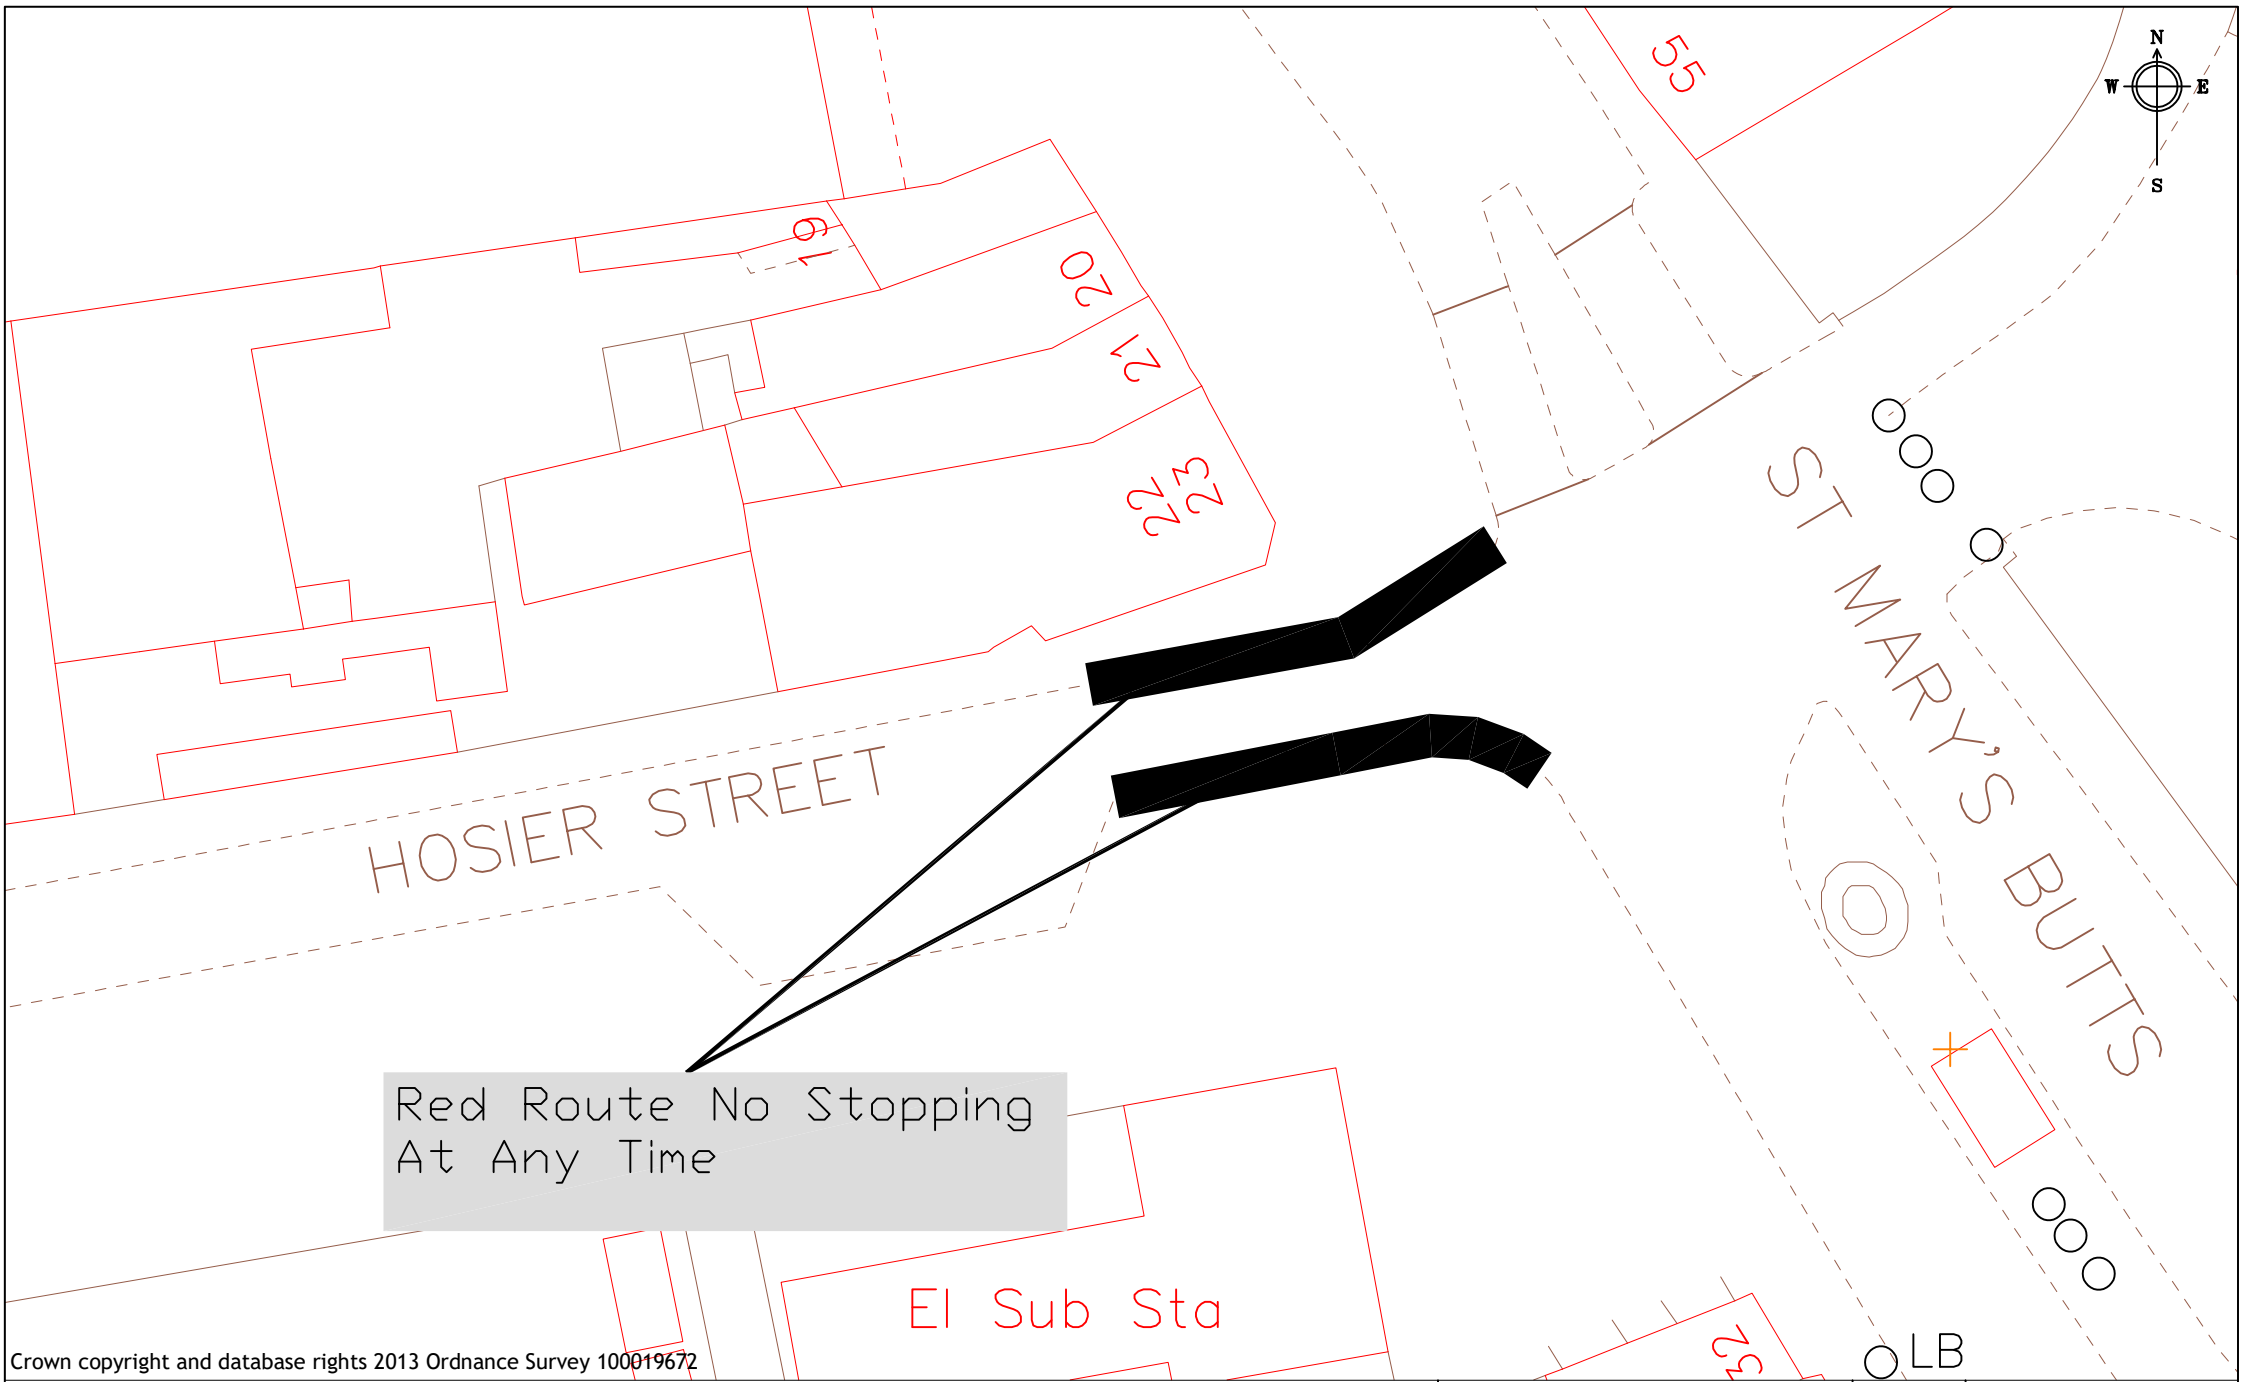 55
N
W E
S
19
20
21
22
23
ST MARY'S BUTTS
HOSIER STREET
Red Route No Stopping
At Any Time
El Sub Sta
32
LB
Crown copyright and database rights 2013 Ordnance Survey 100019672